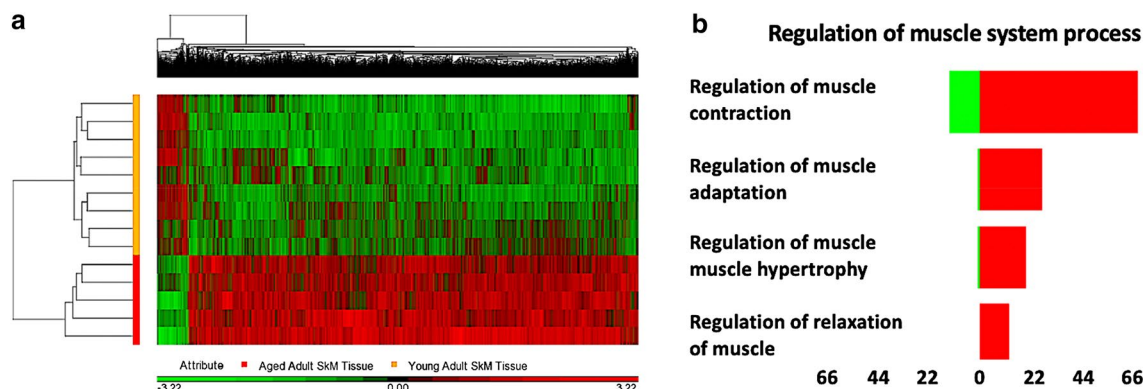 a
Attribute Aged Adult SkM Tissue Young Adult SkM Tissue
-3.22 0.00 3.22
b
Regulation of muscle system process
Regulation of muscle
contraction
Regulation of muscle
adaptation
Regulation of muscle
muscle hypertrophy
Regulation of relaxation
of muscle
66 44 22 0 22 44 66